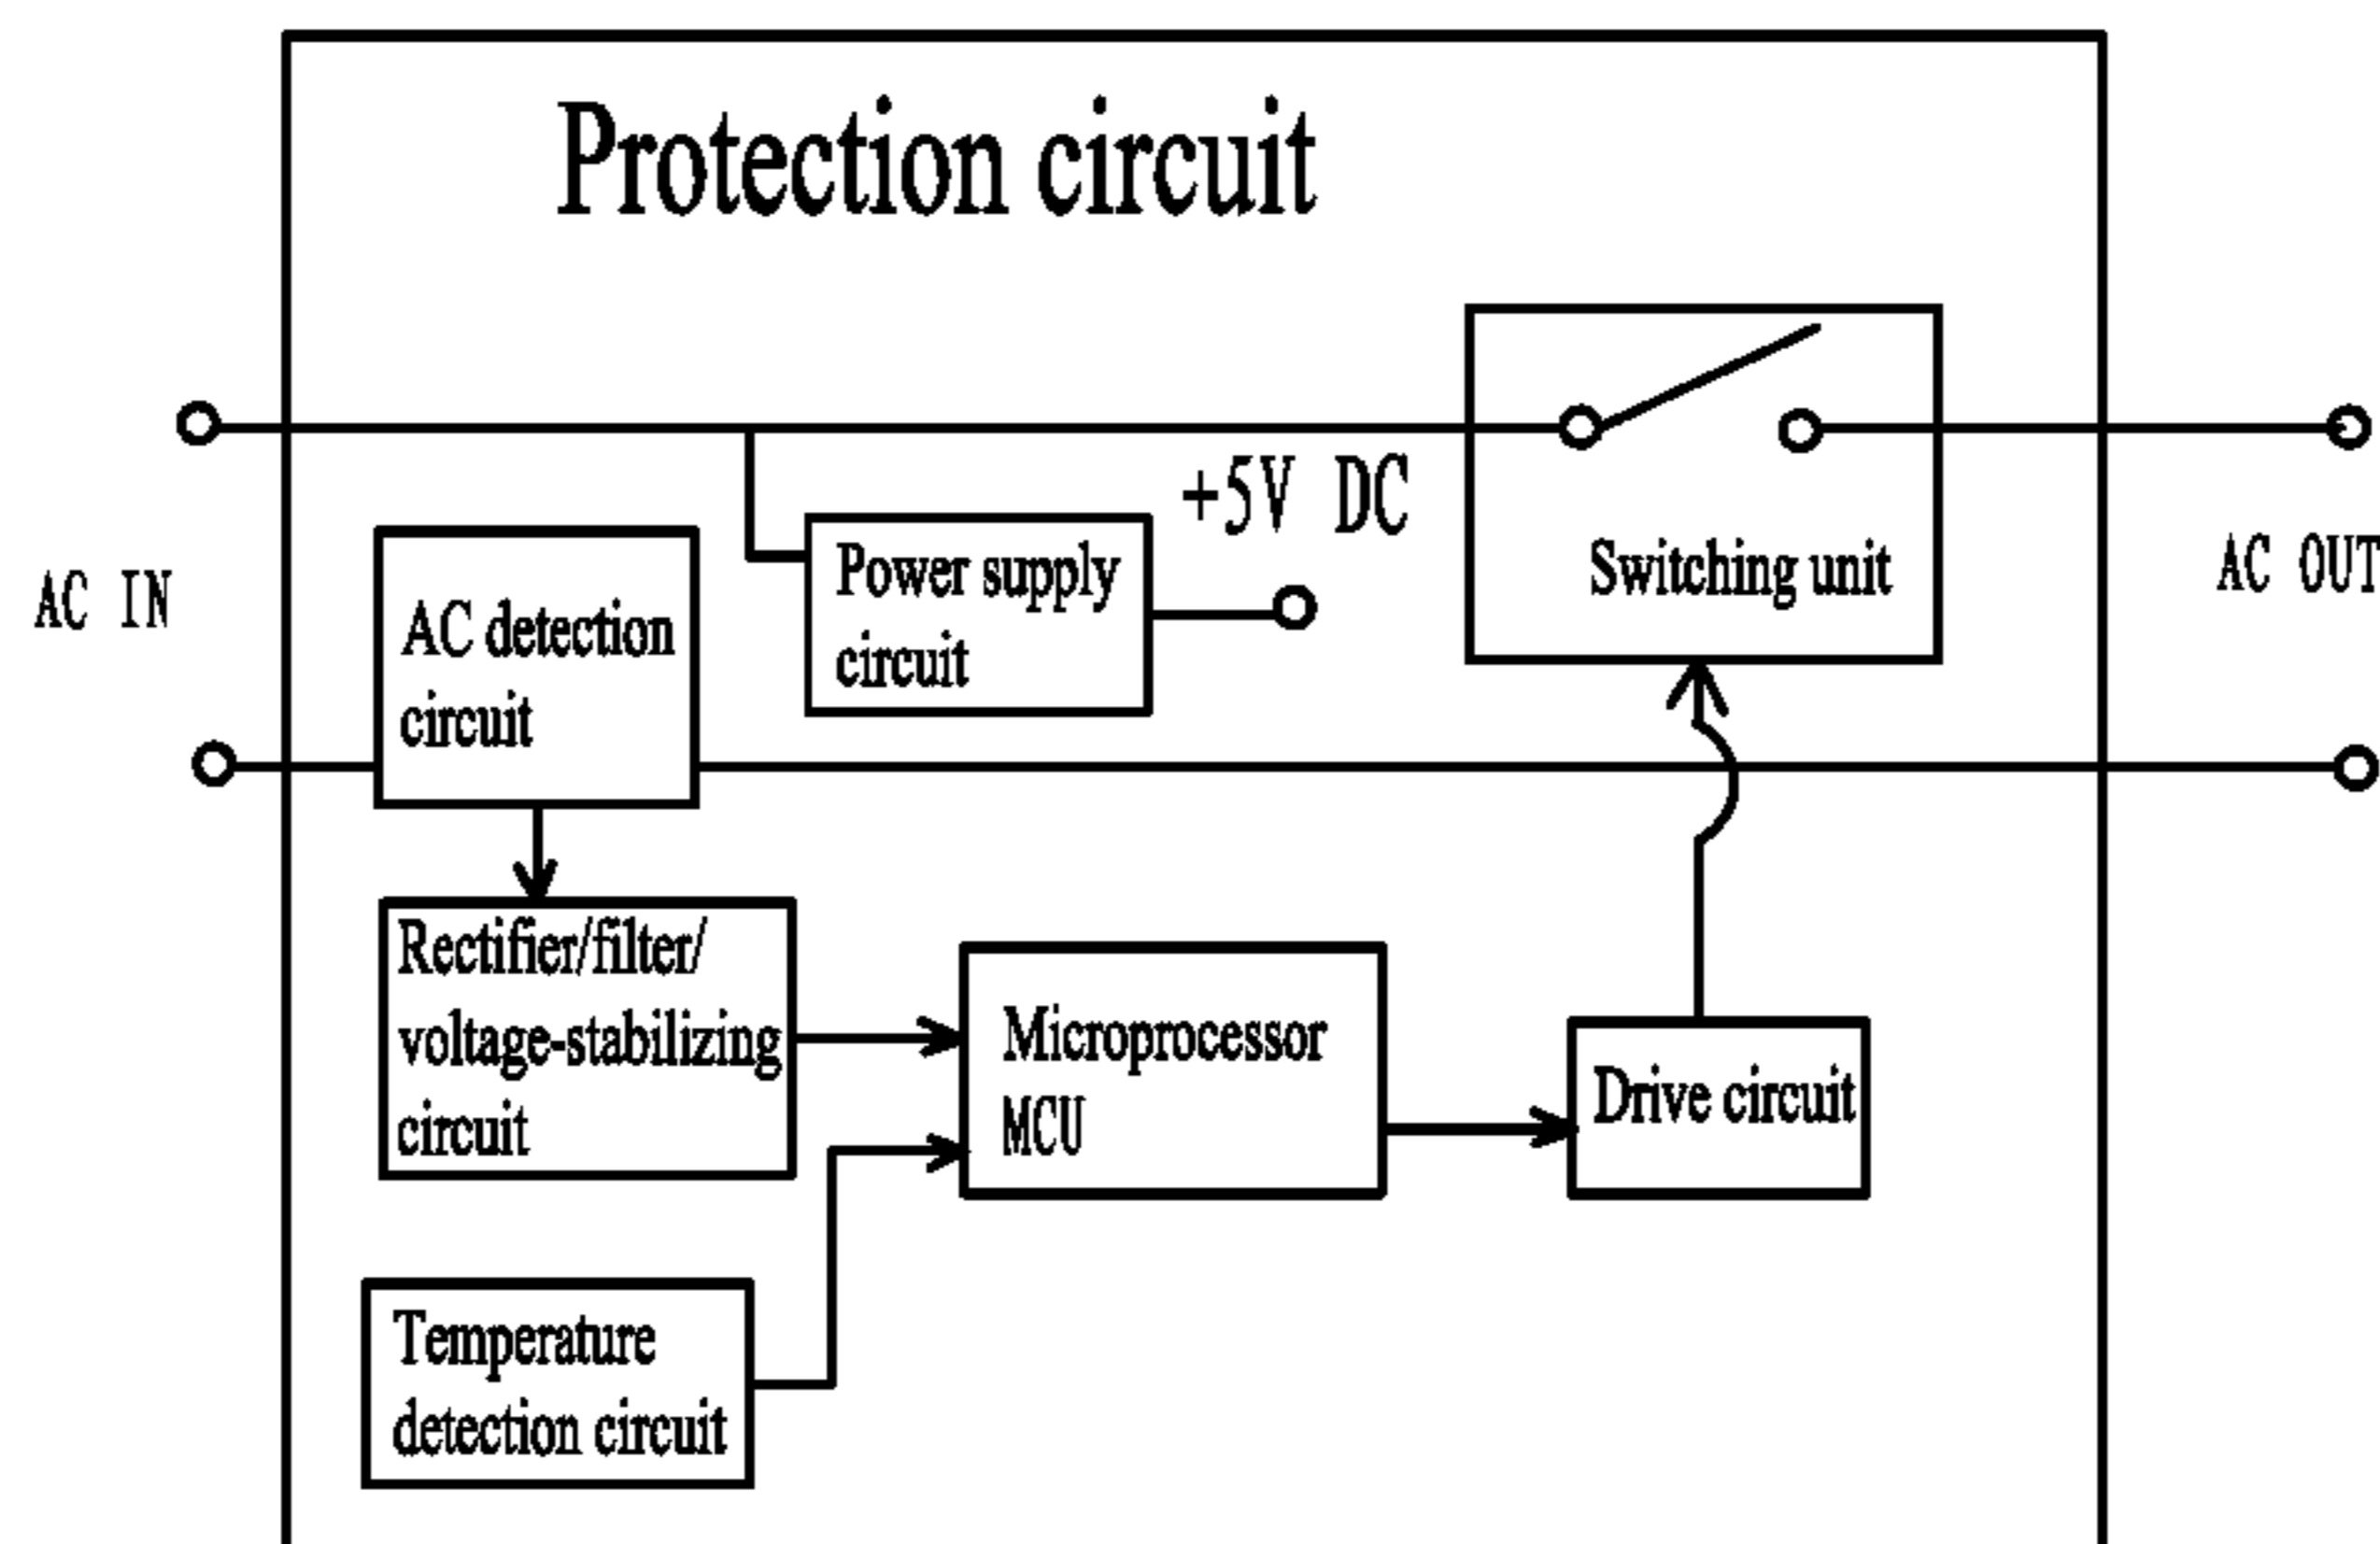 Protection circuit
+5V DC
Power supply
circuit
Switching unit
AC IN
AC detection
circuit
AC OUT
Rectifier/filter/
voltage-stabilizing
circuit
Microprocessor
MCU
Drive circuit
Temperature
detection circuit